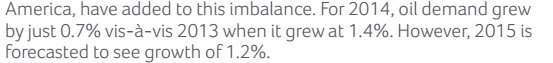 America, have added to this imbalance. For 2014, oil demand grew
by just 0.7% vis-à-vis 2013 when it grew at 1.4%. However, 2015 is
forecasted to see growth of 1.2%.